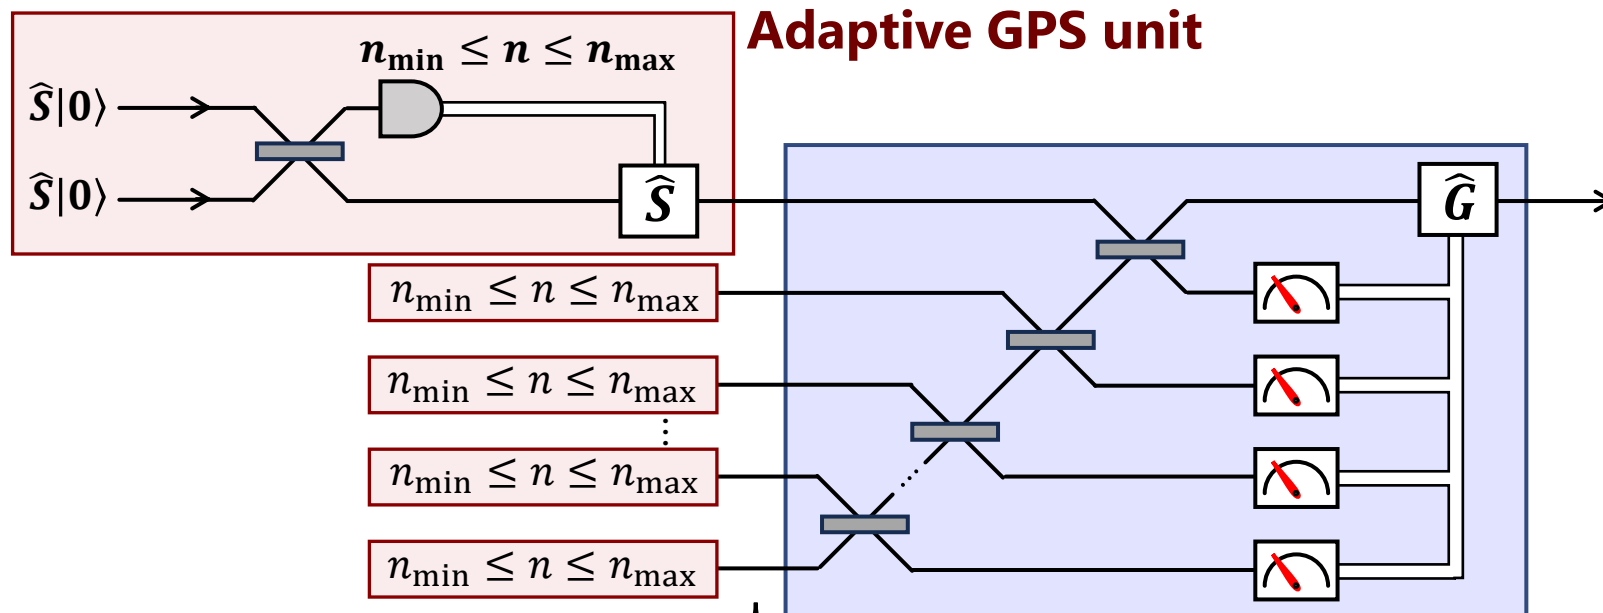 Adaptive GPS unit
n_min ≤ n ≤ n_max
Ŝ|0⟩
Ŝ|0⟩
Ŝ
Ĝ
n_min ≤ n ≤ n_max
n_min ≤ n ≤ n_max
n_min ≤ n ≤ n_max
n_min ≤ n ≤ n_max